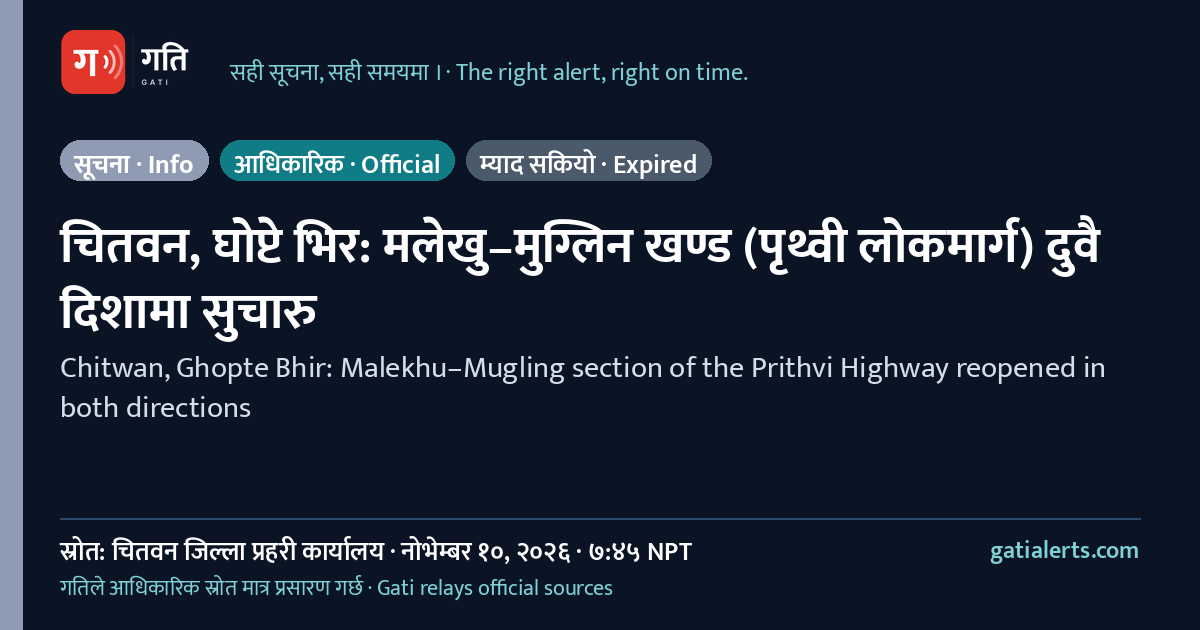 ग गति
GATI
सही सूचना, सही समयमा । · The right alert, right on time.
सूचना · Info
आधिकारिक · Official
म्याद सकियो · Expired
चितवन, घोप्टे भिर: मलेखु–मुग्लिन खण्ड (पृथ्वी लोकमार्ग) दुवै
दिशामा सुचारु
Chitwan, Ghopte Bhir: Malekhu–Mugling section of the Prithvi Highway reopened in
both directions
स्रोत: चितवन जिल्ला प्रहरी कार्यालय · नोभेम्बर १०, २०२६ · ७:४५ NPT
gatialerts.com
गतिले आधिकारिक स्रोत मात्र प्रसारण गर्छ · Gati relays official sources